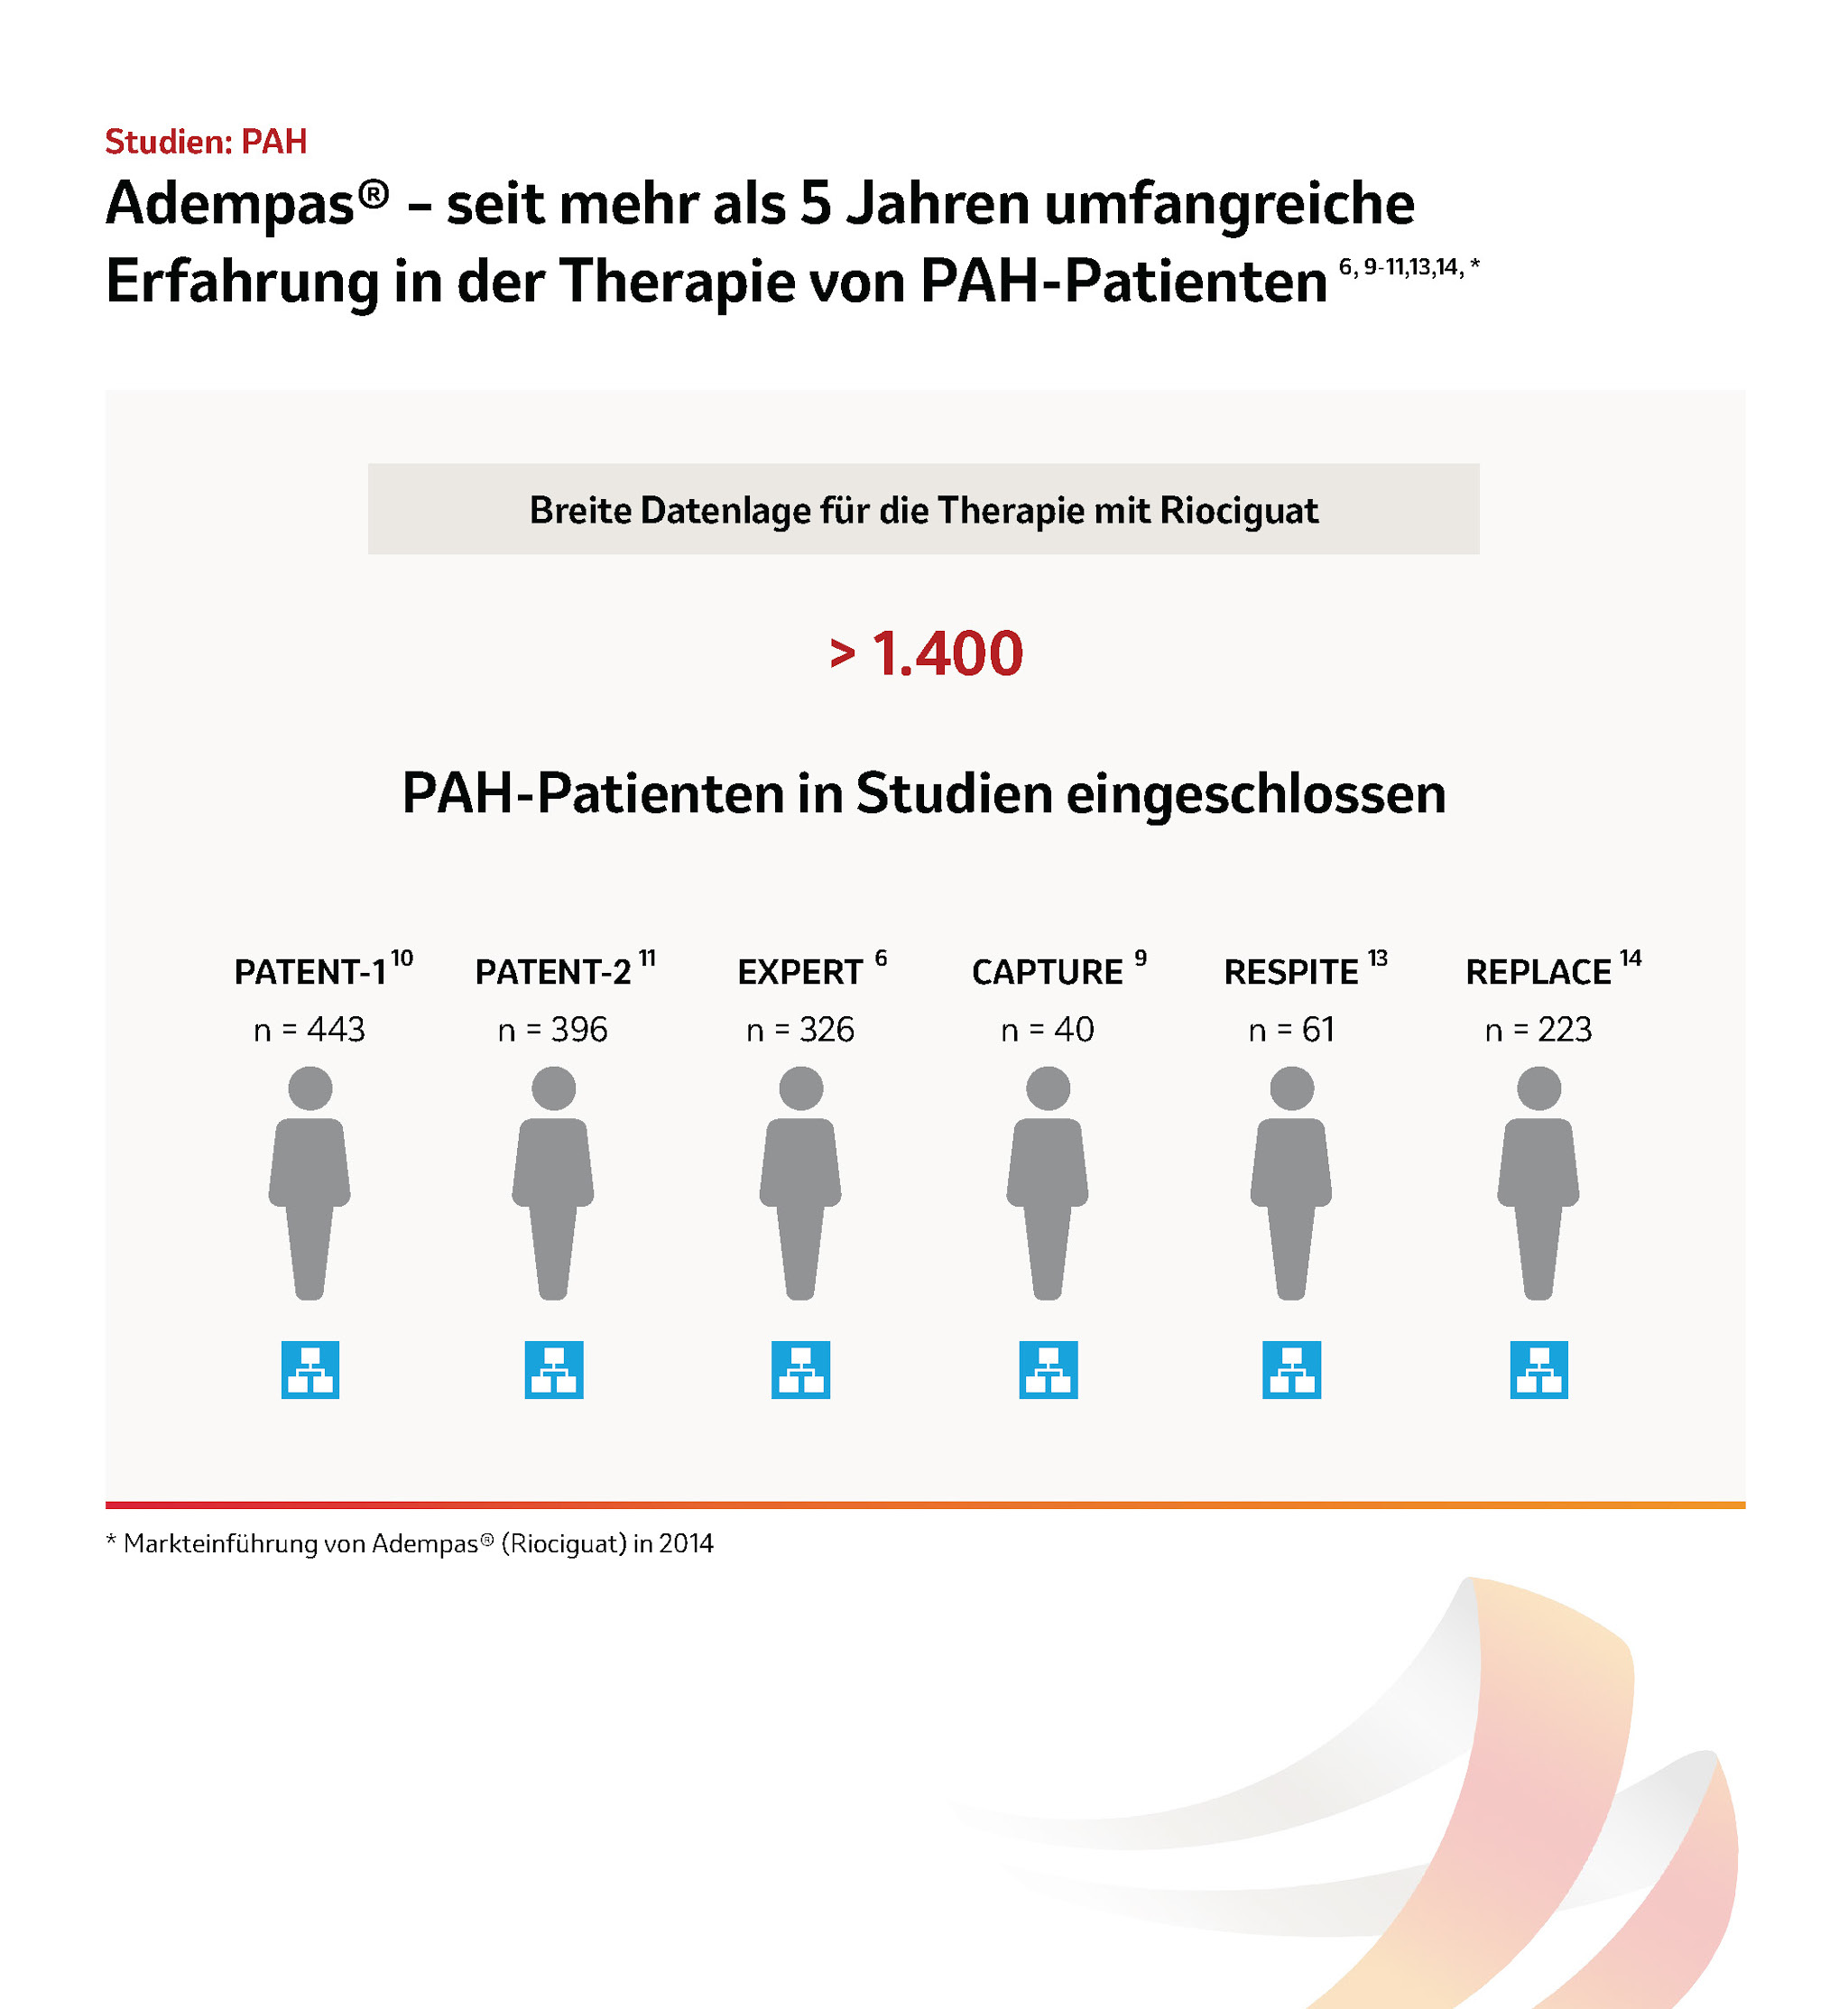 Studien: PAH
Adempas® – seit mehr als 5 Jahren umfangreiche
Erfahrung in der Therapie von PAH-Patienten 6, 9-11,13,14, *
Breite Datenlage für die Therapie mit Riociguat
> 1.400
PAH-Patienten in Studien eingeschlossen
PATENT-1 10 PATENT-2 11 EXPERT 6 CAPTURE 9 RESPITE 13 REPLACE 14
n = 443 n = 396 n = 326 n = 40 n = 61 n = 223
* Markteinführung von Adempas® (Riociguat) in 2014